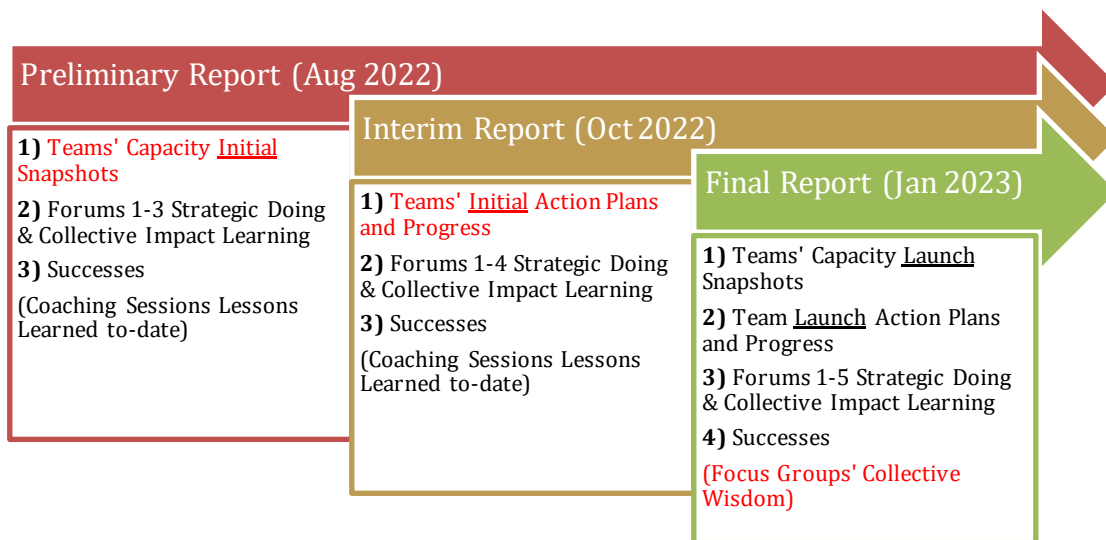 Preliminary Report (Aug 2022)
1) Teams' Capacity Initial
Snapshots
2) Forums 1-3 Strategic Doing
& Collective Impact Learning
3) Successes
(Coaching Sessions Lessons
Learned to-date)
Interim Report (Oct 2022)
1) Teams' Initial Action Plans
and Progress
2) Forums 1-4 Strategic Doing
& Collective Impact Learning
3) Successes
(Coaching Sessions Lessons
Learned to-date)
Final Report (Jan 2023)
1) Teams' Capacity Launch
Snapshots
2) Team Launch Action Plans
and Progress
3) Forums 1-5 Strategic Doing
& Collective Impact Learning
4) Successes
(Focus Groups' Collective
Wisdom)